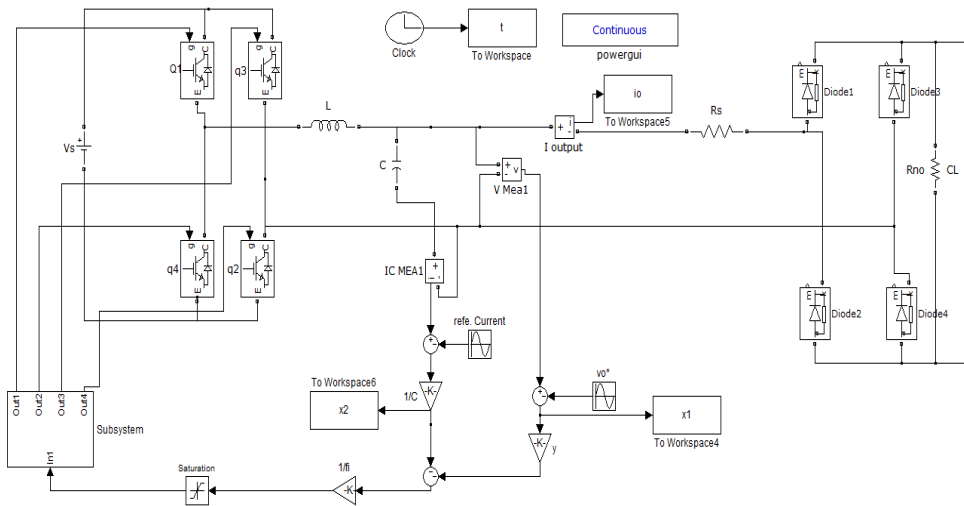 t
Continuous
Clock
To Workspace
powergui
g
C
Q1
E
g
C
q3
E
L
io
To Workspace5
Rs
i
+
-
I output
E
Diode1
E
Diode3
Vs
+
C
+
-
v
V Mea1
Rno
CL
g
C
q4
E
g
C
q2
E
+
i
-
IC MEA1
E
Diode2
E
Diode4
refe. Current
To Workspace6
x2
1/C
-K-
vo*
x1
To Workspace4
-K-
y
Out1
Out2
Out3
Out4
Subsystem
In1
Saturation
1/fi
-K